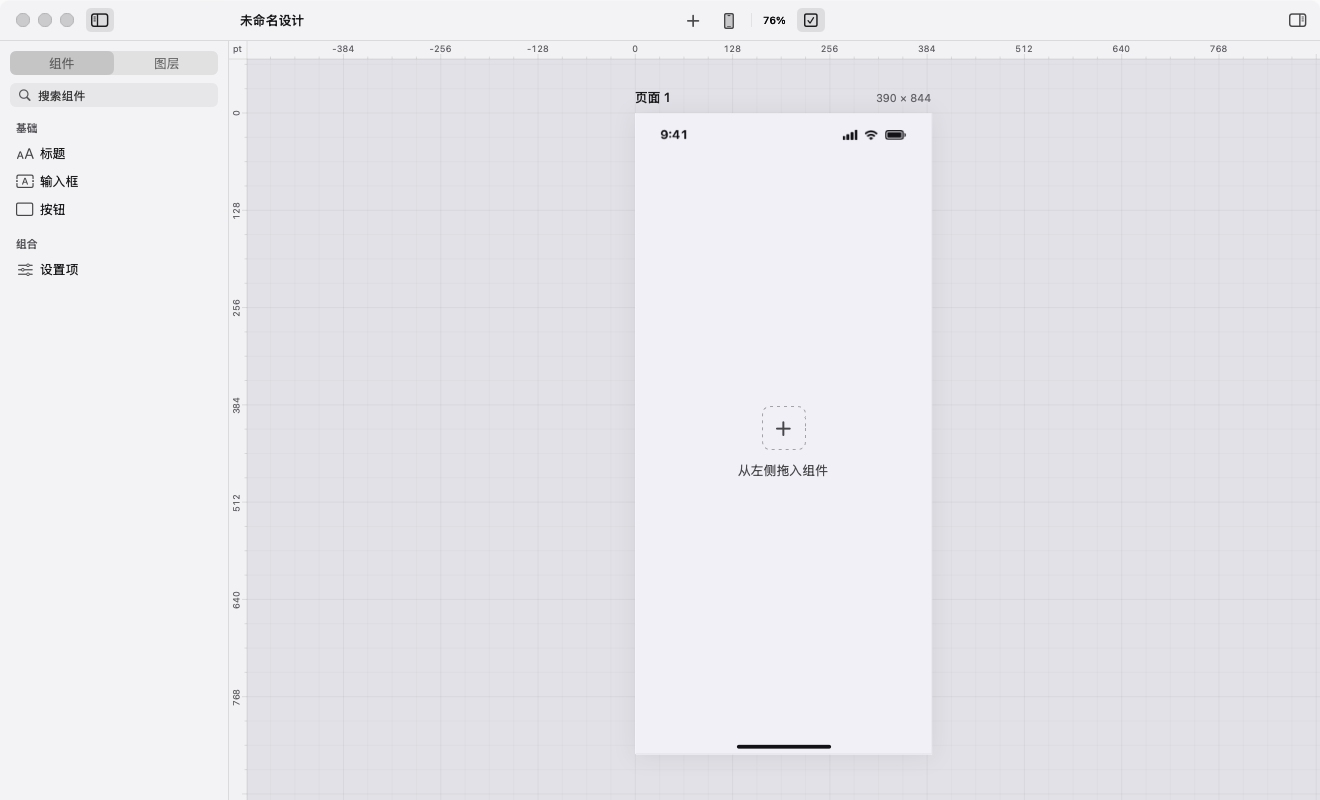 未命名设计
76%
组件
图层
搜索组件
基础
AA 标题
A 输入框
按钮
组合
设置项
pt
-384
-256
-128
0
128
256
384
512
640
768
0
128
256
384
512
640
768
页面 1
390 × 844
9:41
从左侧拖入组件